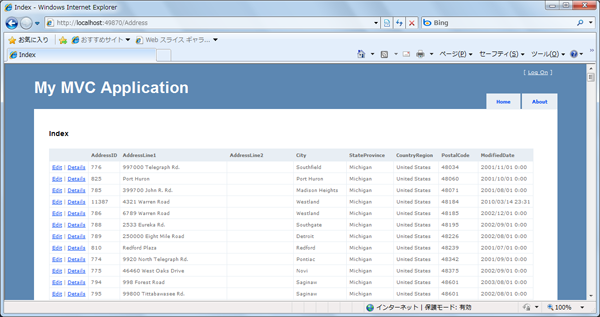 Index - Windows Internet Explorer
http://localhost:49870/Address
Bing
お気に入り おすすめサイト Web スライス ギャラ...
Index ページ(P) セーフティ(S) ツール(O)
[ Log On ]
My MVC Application
Home About
Index
AddressID AddressLine1 AddressLine2 City StateProvince CountryRegion PostalCode ModifiedDate
Edit | Details 776 997000 Telegraph Rd. Southfield Michigan United States 48034 2001/11/01 0:00
Edit | Details 825 Port Huron Port Huron Michigan United States 48060 2001/10/01 0:00
Edit | Details 785 399700 John R. Rd. Madison Heights Michigan United States 48071 2001/08/01 0:00
Edit | Details 11387 4321 Warren Road Westland Michigan United States 48184 2010/03/14 23:31
Edit | Details 786 6789 Warren Road Westland Michigan United States 48185 2002/12/01 0:00
Edit | Details 788 2533 Eureka Rd. Southgate Michigan United States 48195 2002/09/01 0:00
Edit | Details 789 250000 Eight Mile Road Detroit Michigan United States 48226 2002/08/01 0:00
Edit | Details 810 Redford Plaza Redford Michigan United States 48239 2001/07/01 0:00
Edit | Details 774 9920 North Telegraph Rd. Pontiac Michigan United States 48342 2001/09/01 0:00
Edit | Details 775 46460 West Oaks Drive Novi Michigan United States 48375 2002/09/01 0:00
Edit | Details 794 998 Forest Road Saginaw Michigan United States 48601 2003/08/01 0:00
Edit | Details 795 99800 Tittabawasee Rd. Saginaw Michigan United States 48601 2002/08/01 0:00
インターネット | 保護モード: 有効 100%